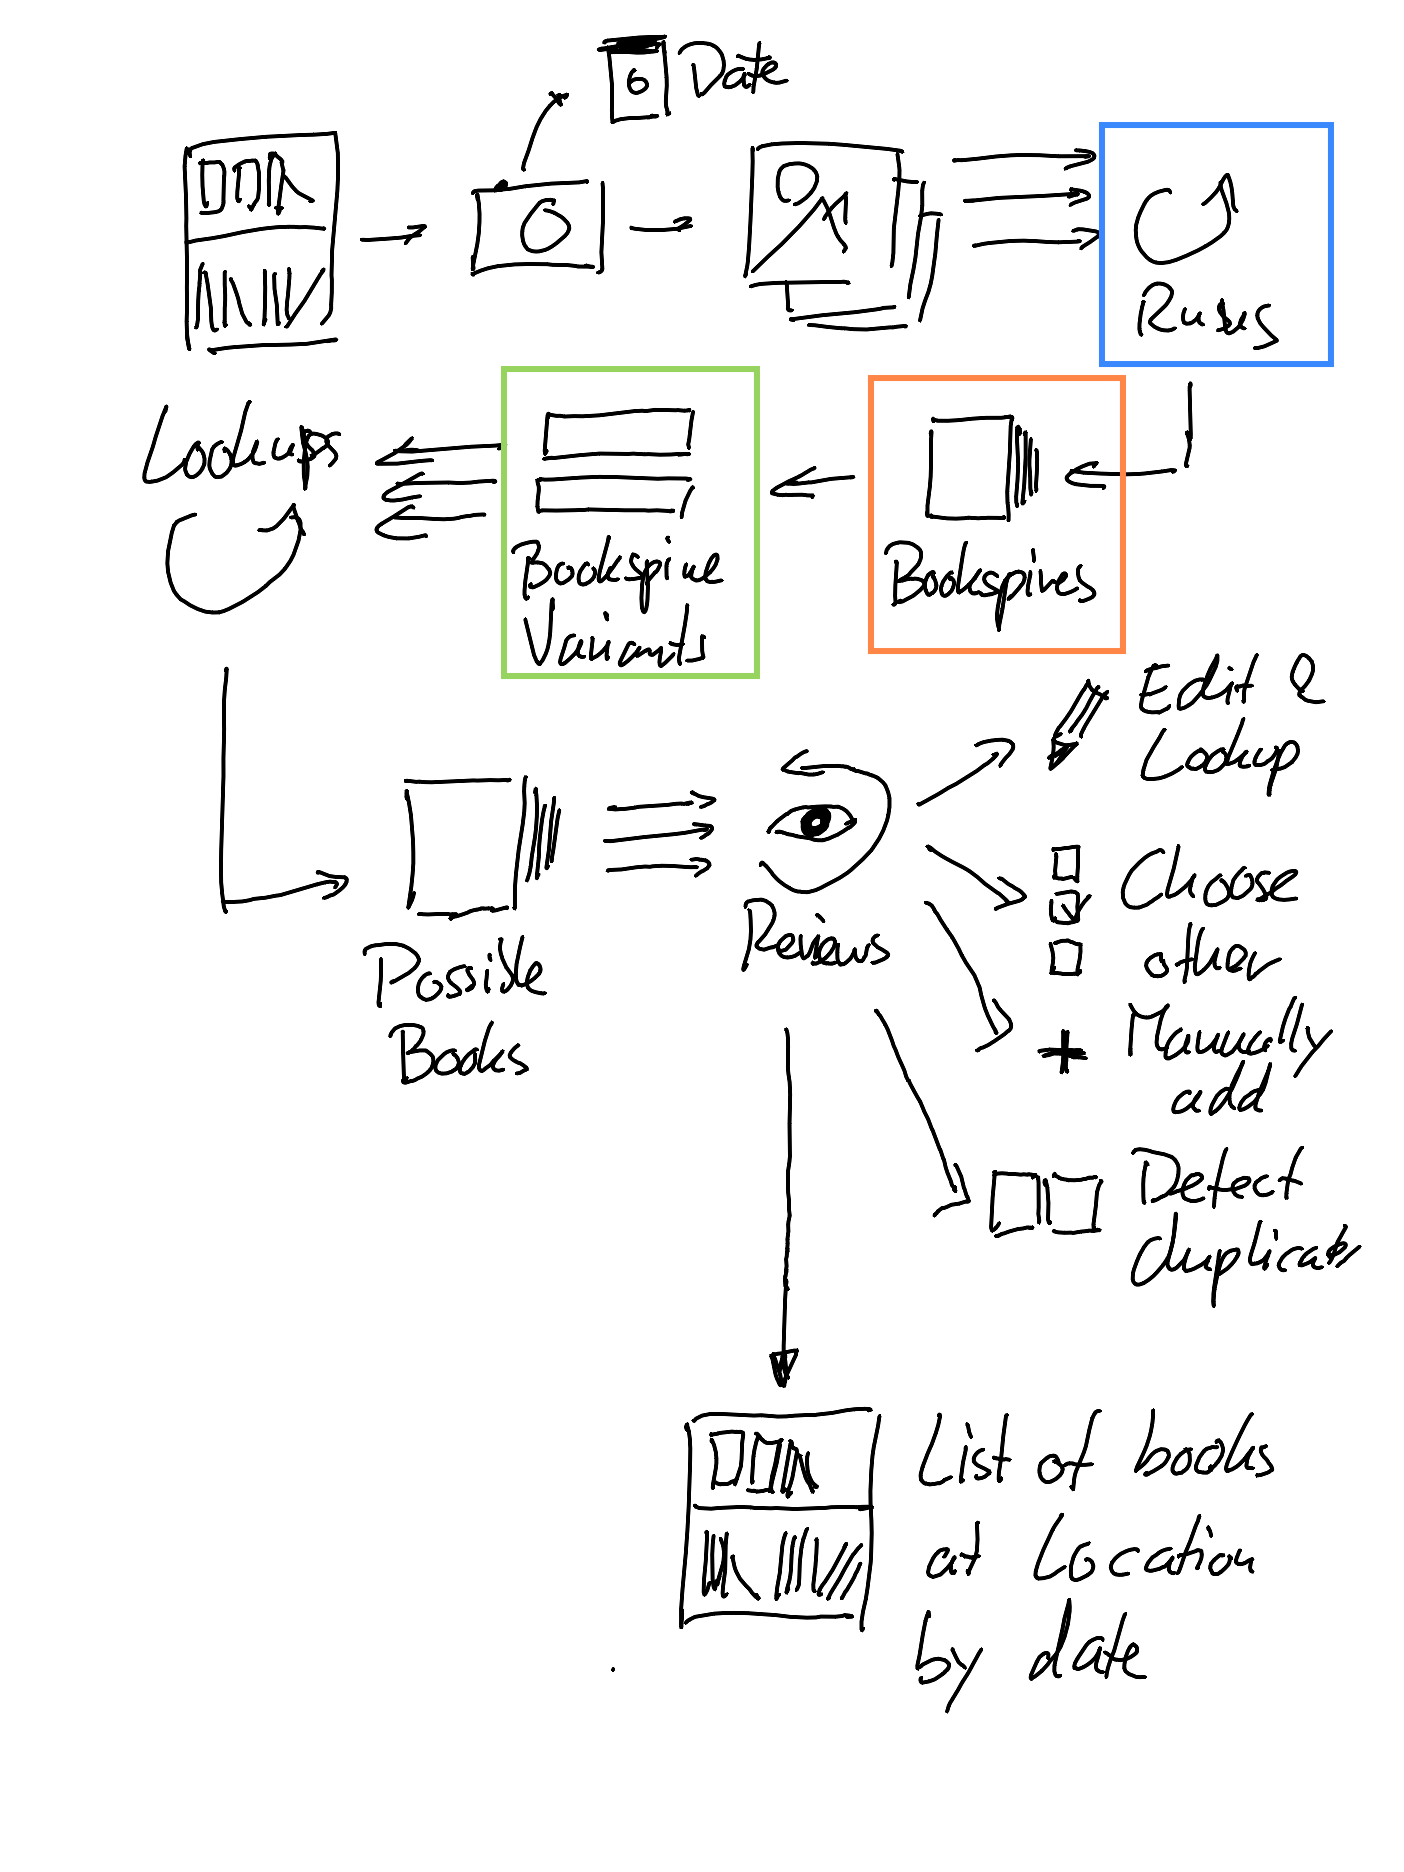 6 Date
Lookups
Bookspine
Variants
Bookspines
Edit &
Lookup
Choose
other
Reviews
Possible
Books
Manually
add
Detect
duplicates
List of books
at Location
by date